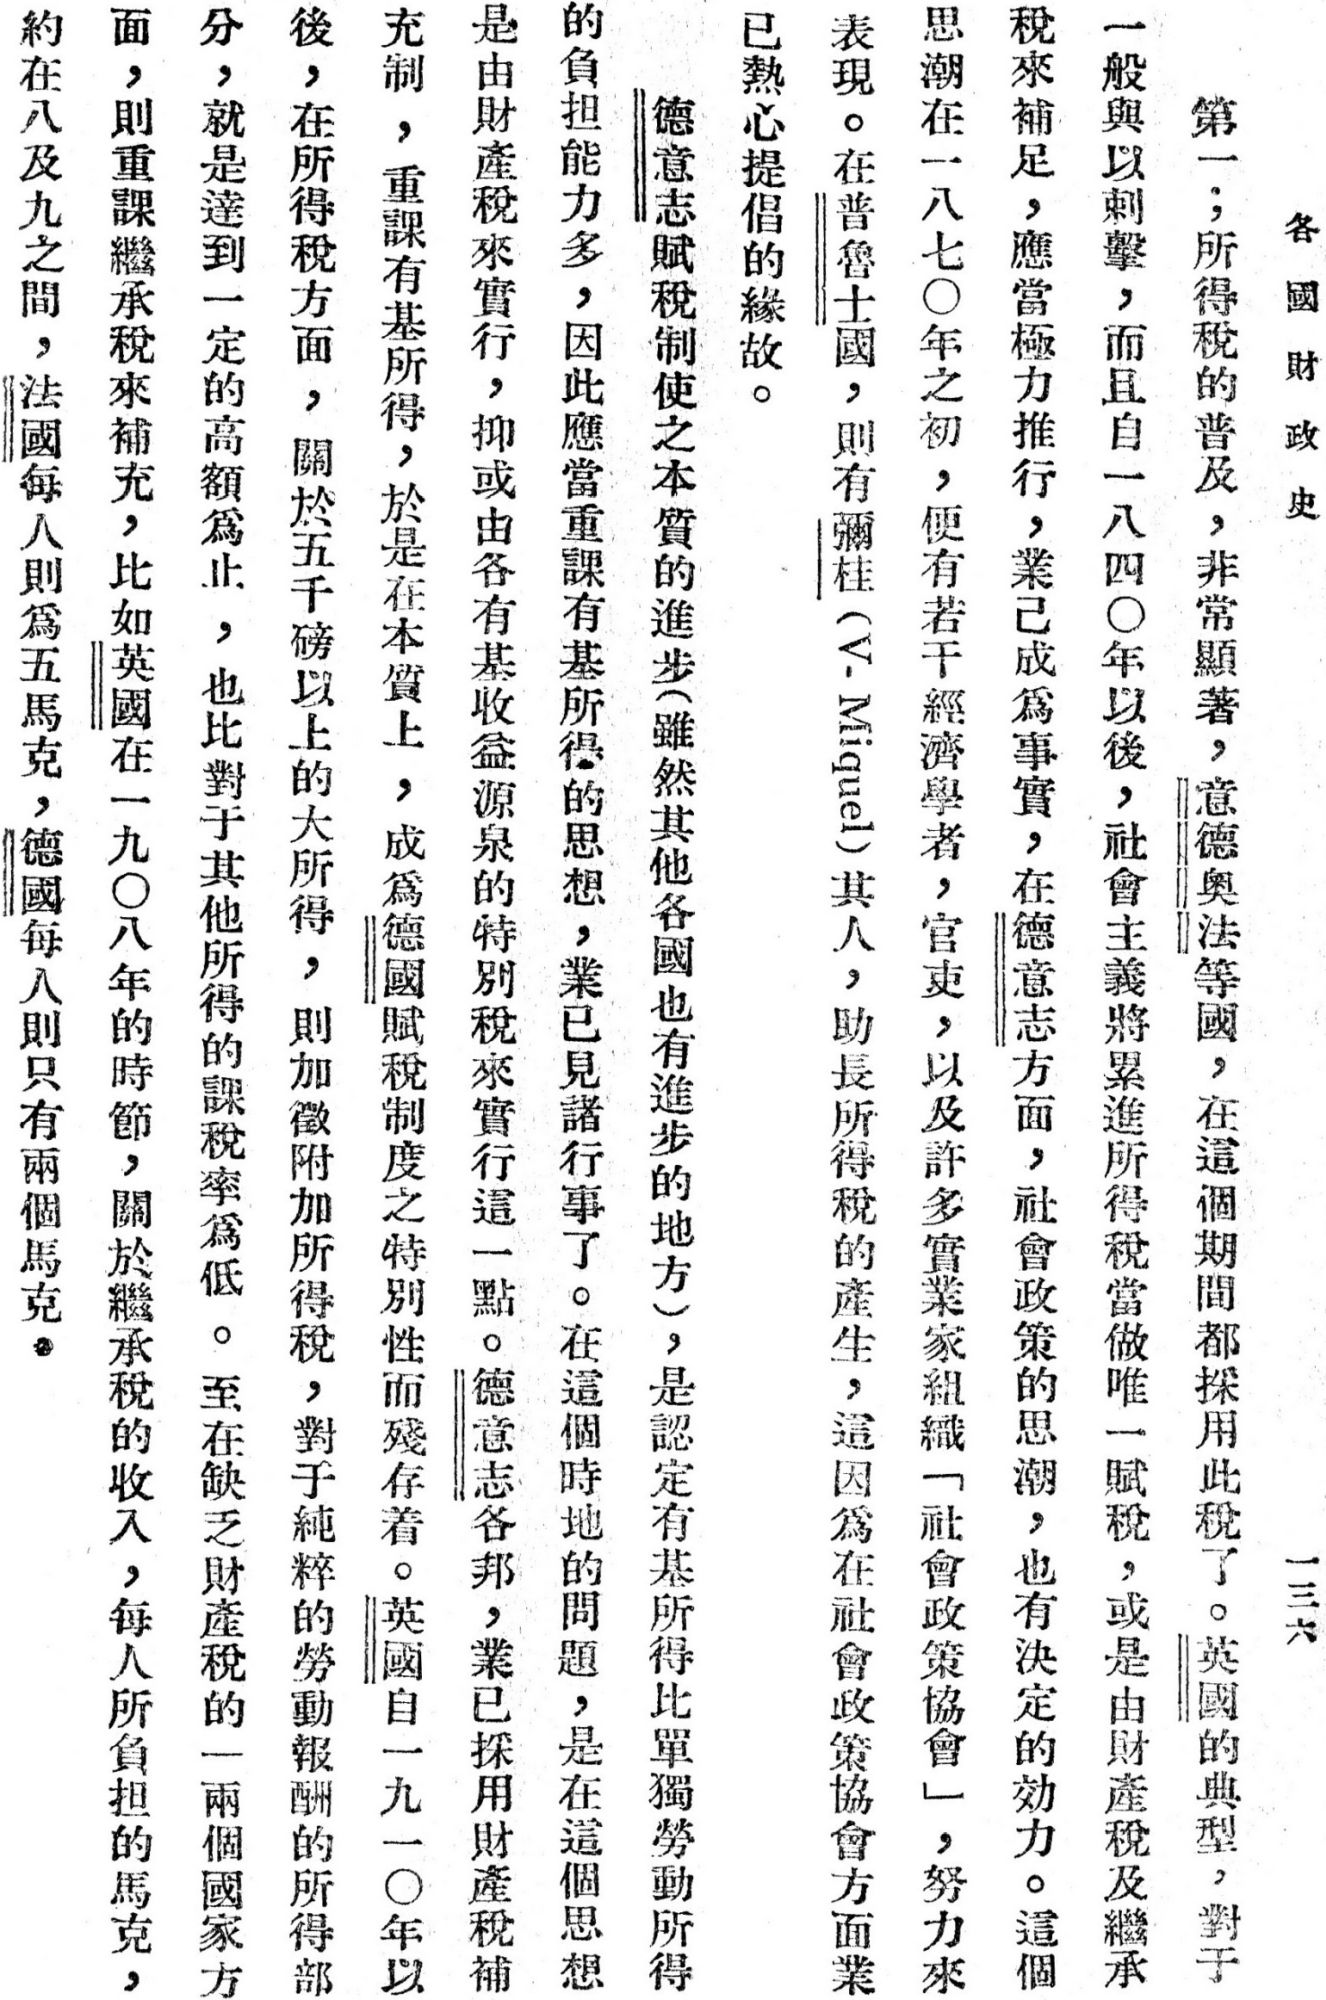 各國財政史
一三六
第一；所得稅的普及，非常顯著，意德奧法等國，在這個期間都採用此稅了。英國的典型，對于
一般與以刺擊，而且自一八四〇年以後，社會主義將累進所得稅當做唯一賦稅，或是由財產稅及繼承
稅來補足，應當極力推行，業已成爲事實，在德意志方面，社會政策的思潮，也有決定的効力。這個
思潮在一八七〇年之初，便有若干經濟學者，官吏，以及許多實業家組織「社會政策協會」，努力來
表現。在普魯士國，則有彌桂（V-Miquel）其人，助長所得稅的產生，這因爲在社會政策協會方面業
已熱心提倡的緣故。
德意志賦稅制使之本質的進步（雖然其他各國也有進步的地方），是認定有基所得比單獨勞動所得
的負担能力多，因此應當重課有基所得的思想，業已見諸行事了。在這個時地的問題，是在這個思想
是由財產稅來實行，抑或由各有基收益源泉的特別稅來實行這一點。德意志各邦，業已採用財產稅補
充制，重課有基所得，於是在本質上，成爲德國賦稅制度之特別性而殘存着。英國自一九一〇年以
後，在所得稅方面，關於五千磅以上的大所得，則加徵附加所得稅，對于純粹的勞動報酬的所得部
分，就是達到一定的高額爲止，也比對于其他所得的課稅率爲低。至在缺乏財產稅的一兩個國家方
面，則重課繼承稅來補充，比如英國在一九〇八年的時節，關於繼承稅的收入，每人所負担的馬克，
約在八及九之間，法國每人則爲五馬克，德國每人則只有兩個馬克。